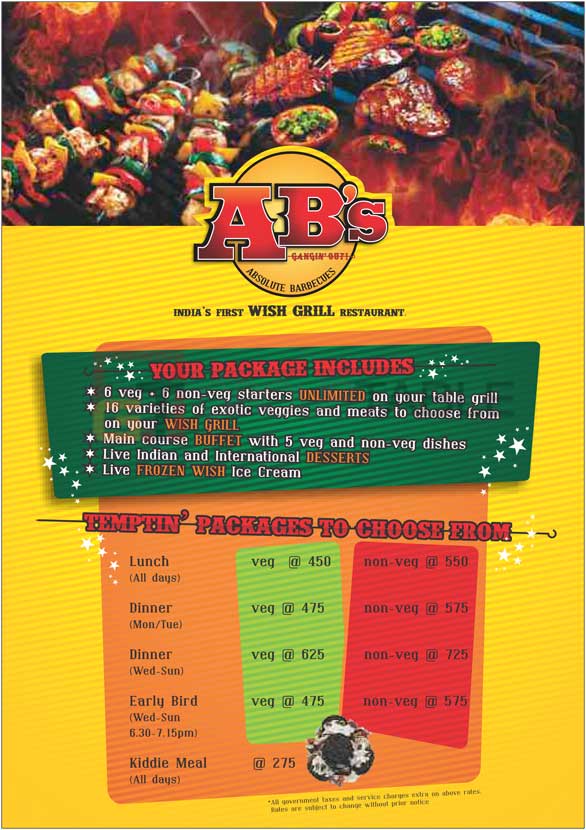 AB's
GANGIN' OUT!
ABSOLUTE BARBECUES
INDIA'S FIRST WISH GRILL RESTAURANT
YOUR PACKAGE INCLUDES
* 6 veg + 6 non-veg starters UNLIMITED on your table grill
* 16 varieties of exotic veggies and meats to choose from
on your WISH GRILL
* Main course BUFFET with 5 veg and non-veg dishes
* Live Indian and International DESSERTS
* Live FROZEN WISH Ice Cream
TEMPTIN' PACKAGES TO CHOOSE FROM
Lunch veg @ 450 non-veg @ 550
(All days)
Dinner veg @ 475 non-veg @ 575
(Mon/Tue)
Dinner veg @ 625 non-veg @ 725
(Wed-Sun)
Early Bird veg @ 475 non-veg @ 575
(Wed-Sun
6.30-7.15pm)
Kiddie Meal @ 275
(All days)
*All government taxes and service charges extra on above rates.
Rates are subject to change without prior notice